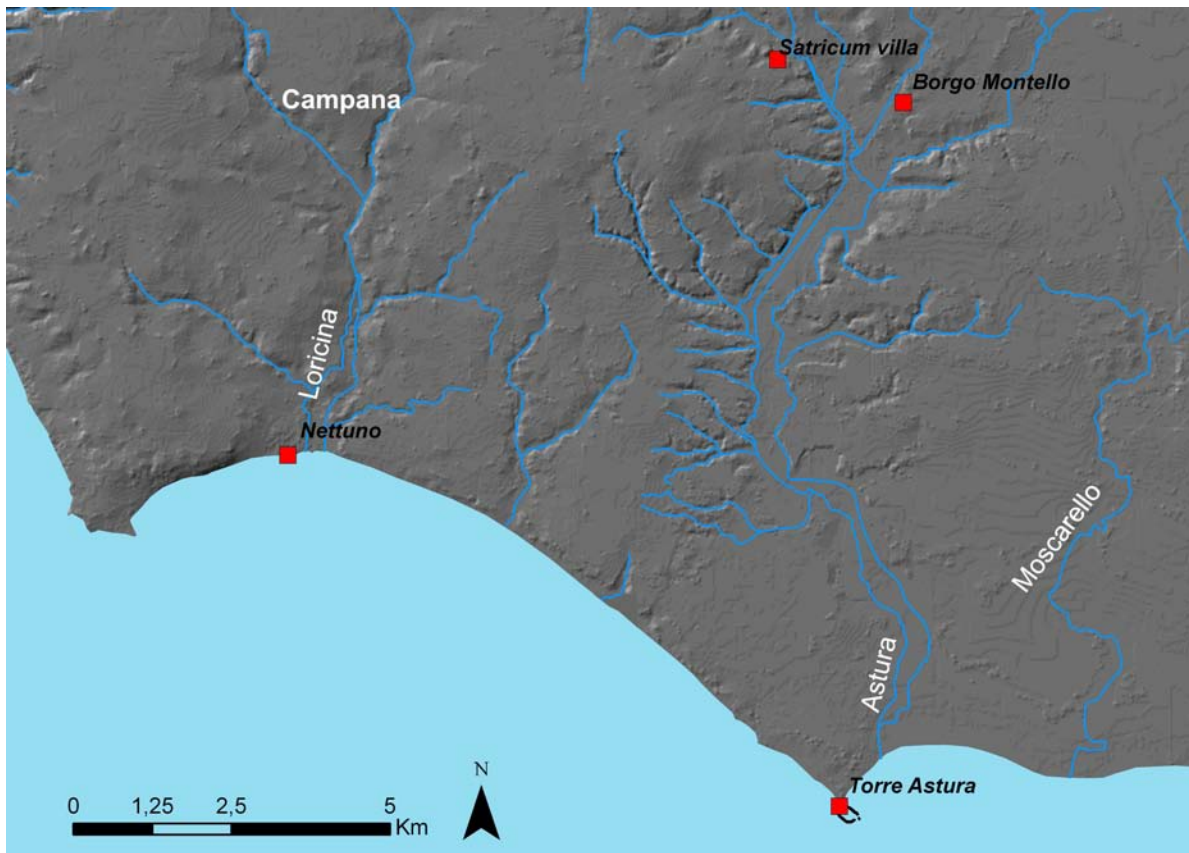 Satricum villa
Borgo Montello
Campana
Loricina
Nettuno
Moscarello
Astura
Torre Astura
N
0 1,25 2,5 5
Km